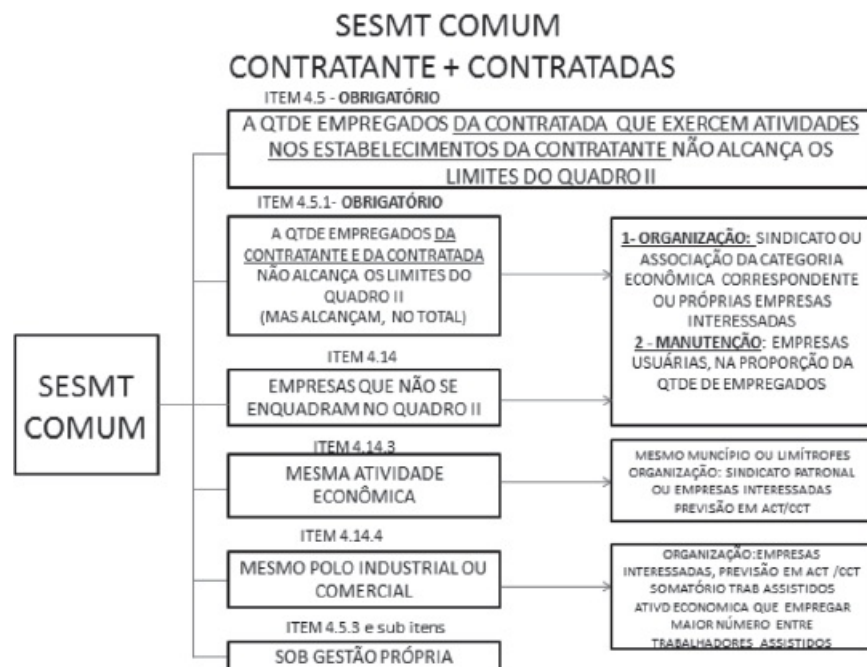 SESMT COMUM
CONTRATANTE + CONTRATADAS
ITEM 4.5 - OBRIGATÓRIO
A QTDE EMPREGADOS DA CONTRATADA QUE EXERCEM ATIVIDADES
NOS ESTABELECIMENTOS DA CONTRATANTE NÃO ALCANÇA OS
LIMITES DO QUADRO II
ITEM 4.5.1- OBRIGATÓRIO
A QTDE EMPREGADOS DA
CONTRATANTE E DA CONTRATADA
NÃO ALCANÇA OS LIMITES DO
QUADRO II
(MAS ALCANÇAM, NO TOTAL)
1- ORGANIZAÇÃO: SINDICATO OU
ASSOCIAÇÃO DA CATEGORIA
ECONÔMICA CORRESPONDENTE
OU PRÓPRIAS EMPRESAS
INTERESSADAS
2 - MANUTENÇÃO: EMPRESAS
USUÁRIAS, NA PROPORÇÃO DA
QTDE DE EMPREGADOS
SESMT
COMUM
ITEM 4.14
EMPRESAS QUE NÃO SE
ENQUADRAM NO QUADRO II
ITEM 4.14.3
MESMA ATIVIDADE
ECONÔMICA
MESMO MUNCÍPIO OU LIMÍTROFES
ORGANIZAÇÃO: SINDICATO PATRONAL
OU EMPRESAS INTERESSADAS
PREVISÃO EM ACT/CCT
ITEM 4.14.4
MESMO POLO INDUSTRIAL OU
COMERCIAL
ORGANIZAÇÃO:EMPRESAS
INTERESSADAS, PREVISÃO EM ACT /CCT
SOMATÓRIO TRAB ASSISTIDOS
ATIVD ECONOMICA QUE EMPREGAR
MAIOR NÚMERO ENTRE
TRABALHADORES ASSISTIDOS
ITEM 4.5.3 e sub itens
SOB GESTÃO PRÓPRIA